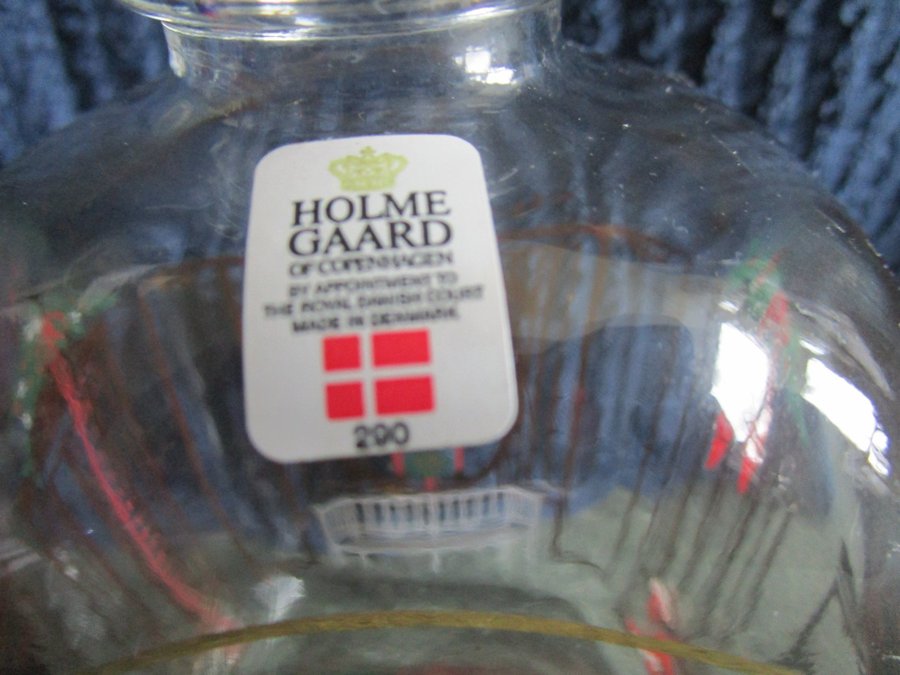 HOLME
GAARD
OF COPENHAGEN
BY APPOINTMENT TO
THE ROYAL DANISH COURT
MADE IN DENMARK.
290